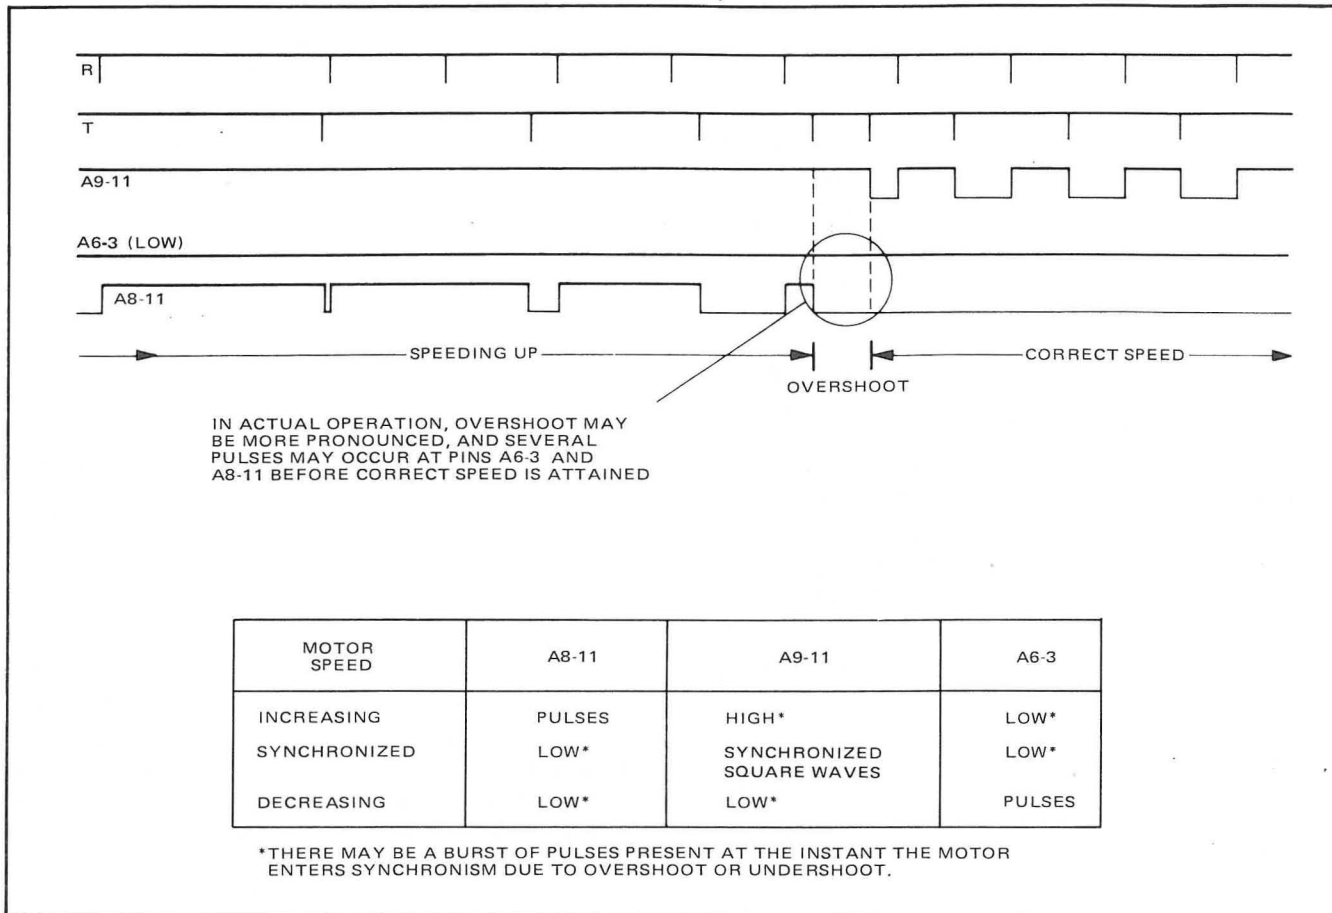 R
T
A9-11
A6-3 (LOW)
A8-11
SPEEDING UP
CORRECT SPEED
OVERSHOOT
IN ACTUAL OPERATION, OVERSHOOT MAY
BE MORE PRONOUNCED, AND SEVERAL
PULSES MAY OCCUR AT PINS A6-3 AND
A8-11 BEFORE CORRECT SPEED IS ATTAINED
MOTOR
SPEED
A8-11
A9-11
A6-3
INCREASING
PULSES
HIGH*
LOW*
SYNCHRONIZED
LOW*
SYNCHRONIZED
SQUARE WAVES
LOW*
DECREASING
LOW*
LOW*
PULSES
*THERE MAY BE A BURST OF PULSES PRESENT AT THE INSTANT THE MOTOR
ENTERS SYNCHRONISM DUE TO OVERSHOOT OR UNDERSHOOT.